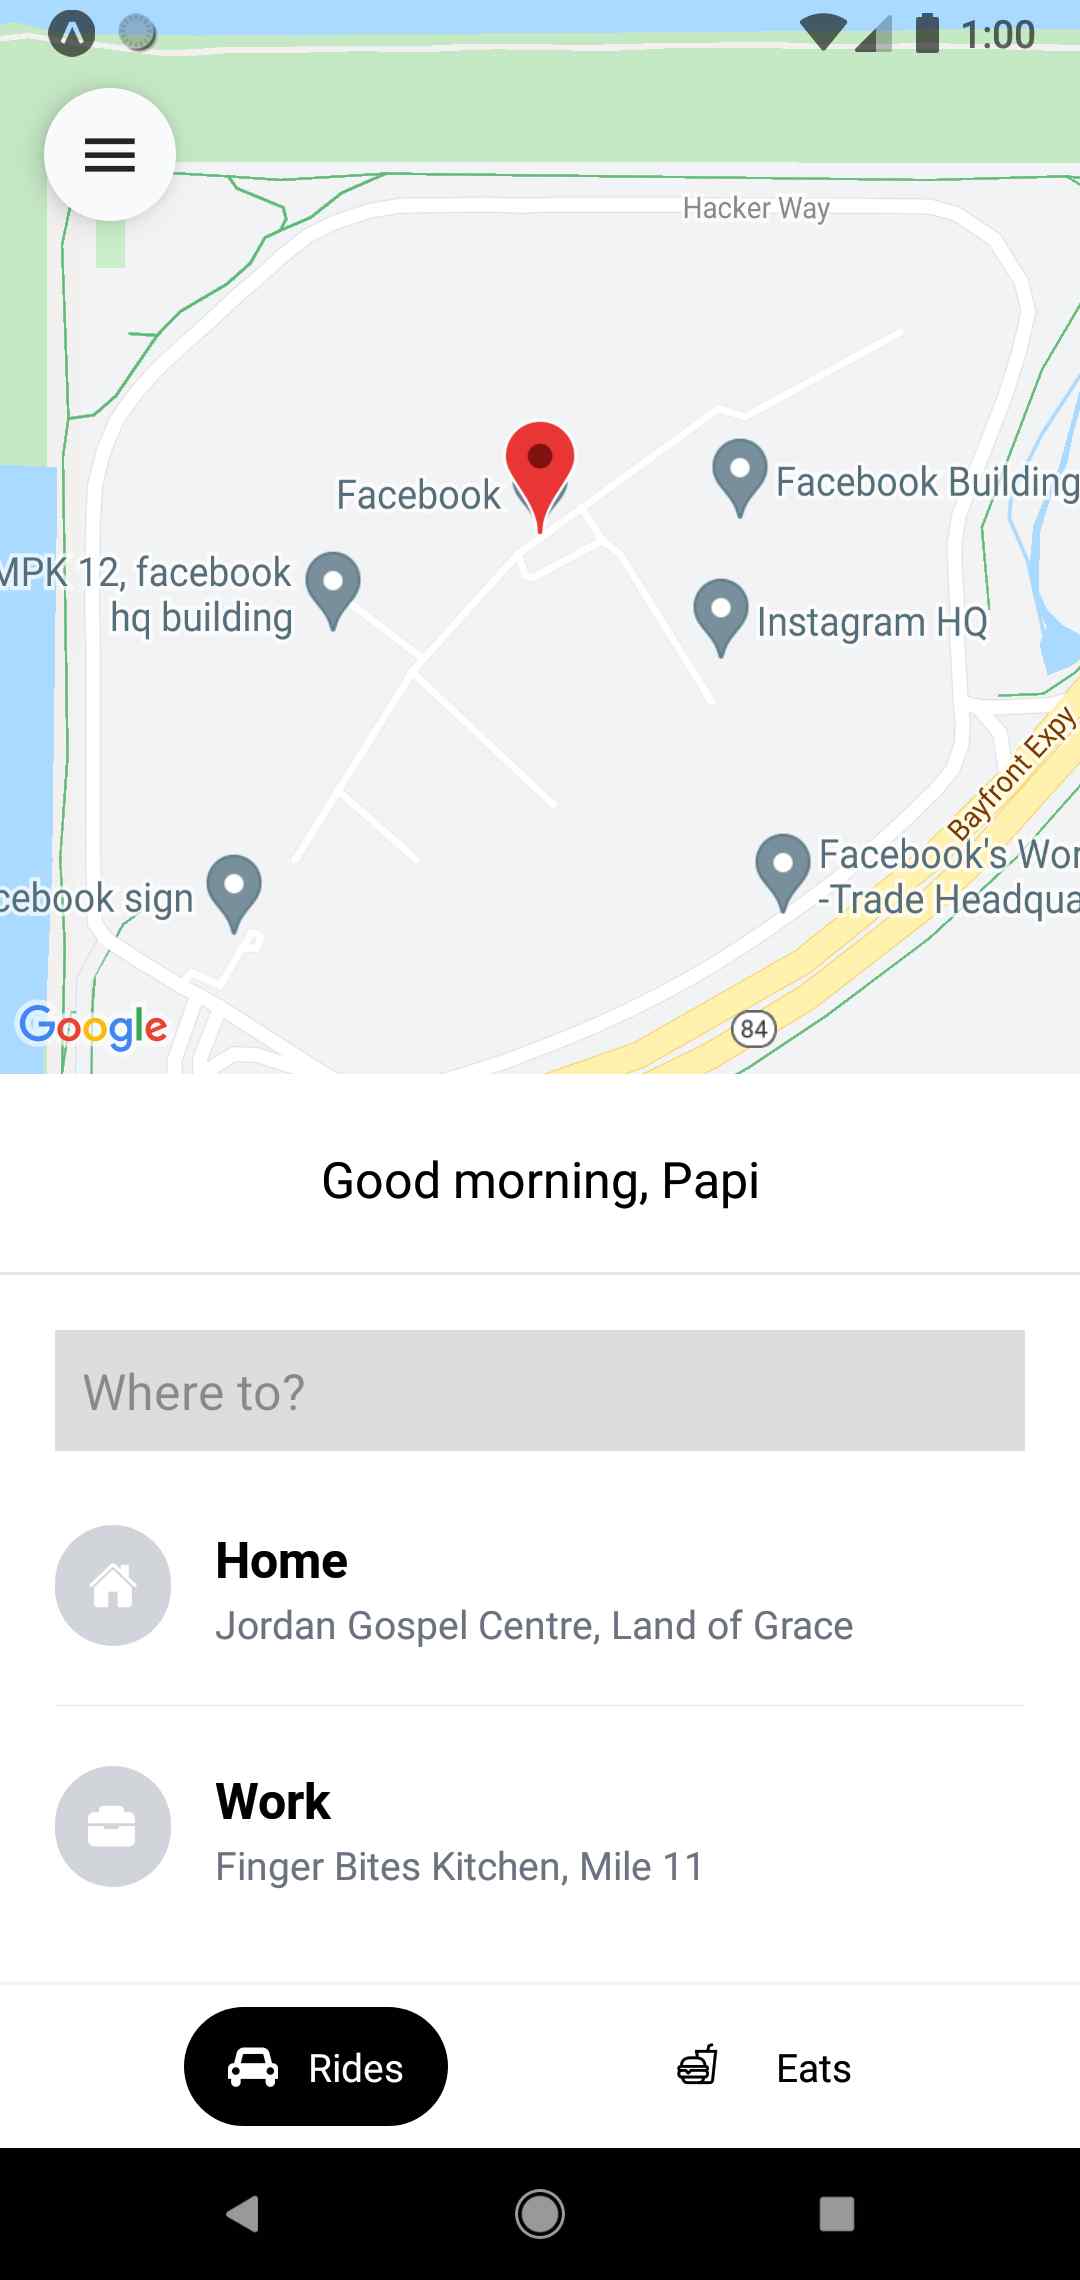 1:00
Hacker Way
Facebook
Facebook Building
MPK 12, facebook
hq building
Instagram HQ
Bayfront Expy
Facebook's Wor
-Trade Headqua
cebook sign
Google
84
Good morning, Papi
Where to?
Home
Jordan Gospel Centre, Land of Grace
Work
Finger Bites Kitchen, Mile 11
Rides
Eats